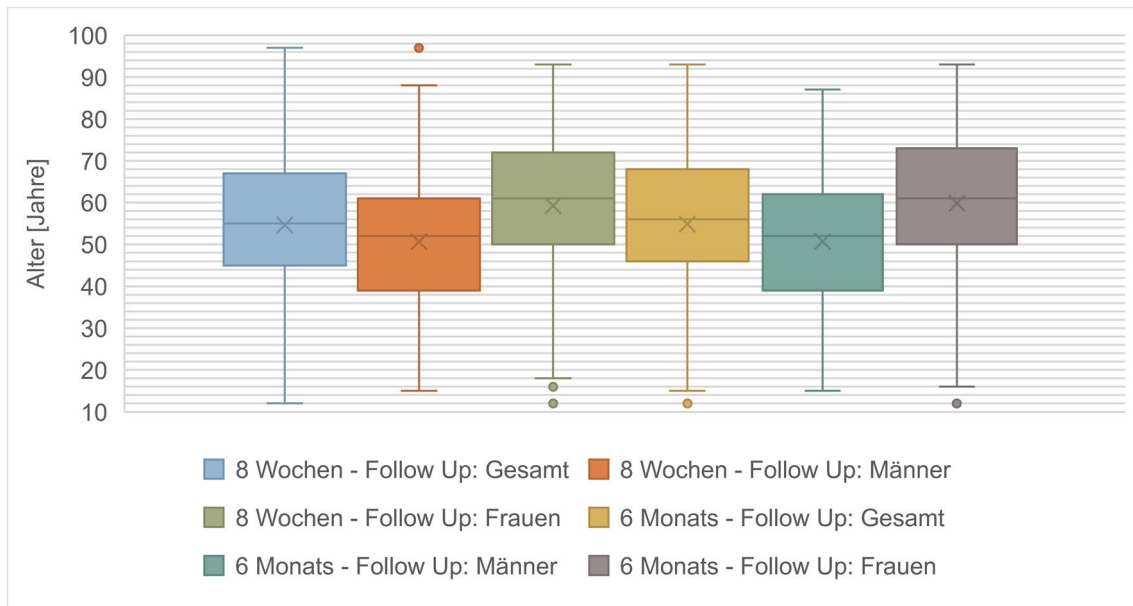 100
90
80
70
60
50
40
30
20
10
Alter [Jahre]
8 Wochen - Follow Up: Gesamt
8 Wochen - Follow Up: Männer
8 Wochen - Follow Up: Frauen
6 Monats - Follow Up: Gesamt
6 Monats - Follow Up: Männer
6 Monats - Follow Up: Frauen